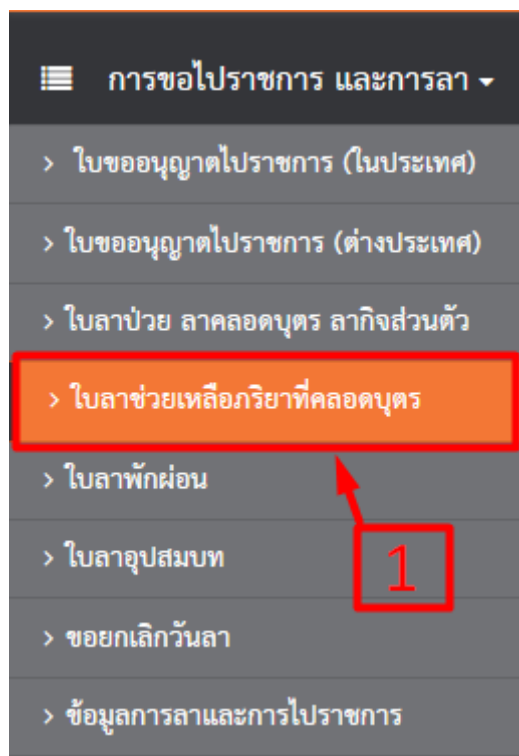 การขอไปราชการ และการลา
> ใบขออนุญาตไปราชการ (ในประเทศ)
> ใบขออนุญาตไปราชการ (ต่างประเทศ)
> ใบลาป่วย ลาคลอดบุตร ลากิจส่วนตัว
> ใบลาช่วยเหลือภริยาที่คลอดบุตร
> ใบลาพักผ่อน
> ใบลาอุปสมบท
1
> ขอยกเลิกวันลา
> ข้อมูลการลาและการไปราชการ